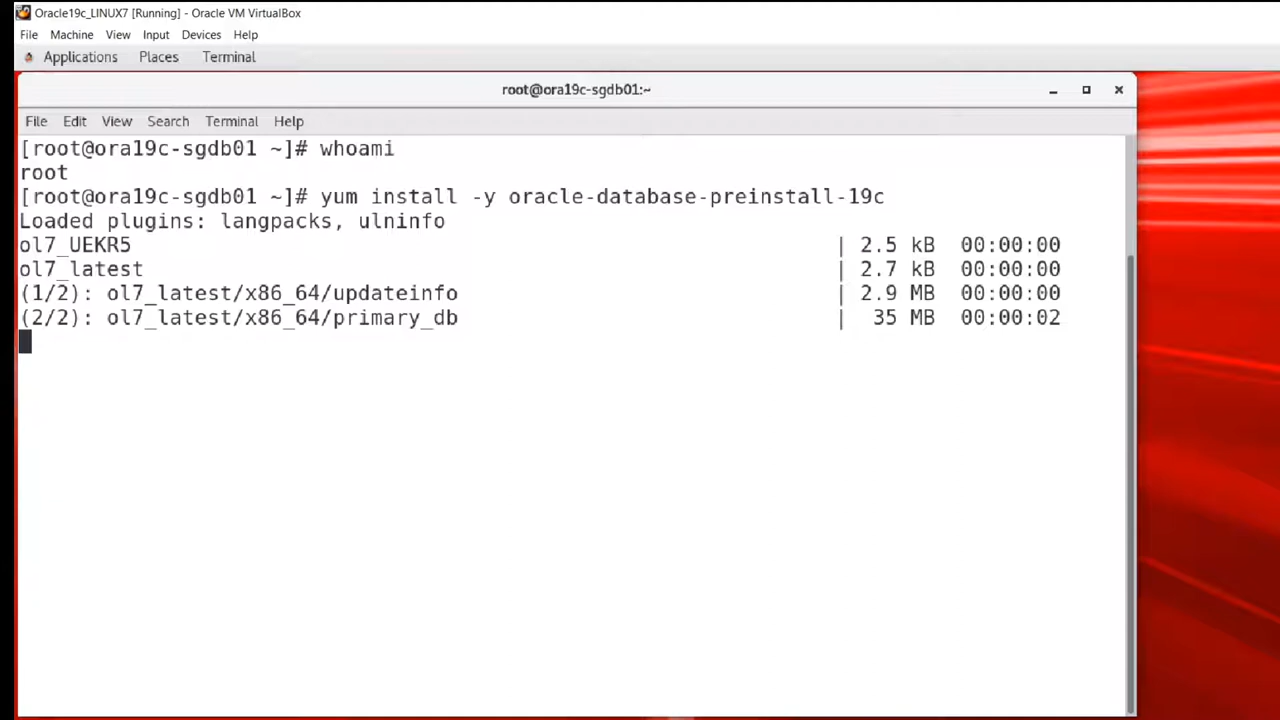 Oracle19c_LINUX7 [Running] - Oracle VM VirtualBox
File Machine View Input Devices Help
Applications Places Terminal
root@ora19c-sgdb01:~
File Edit View Search Terminal Help
[root@ora19c-sgdb01 ~]# whoami
root
[root@ora19c-sgdb01 ~]# yum install -y oracle-database-preinstall-19c
Loaded plugins: langpacks, ulninfo
ol7_UEKR5 | 2.5 kB 00:00:00
ol7_latest | 2.7 kB 00:00:00
(1/2): ol7_latest/x86_64/updateinfo | 2.9 MB 00:00:00
(2/2): ol7_latest/x86_64/primary_db | 35 MB 00:00:02